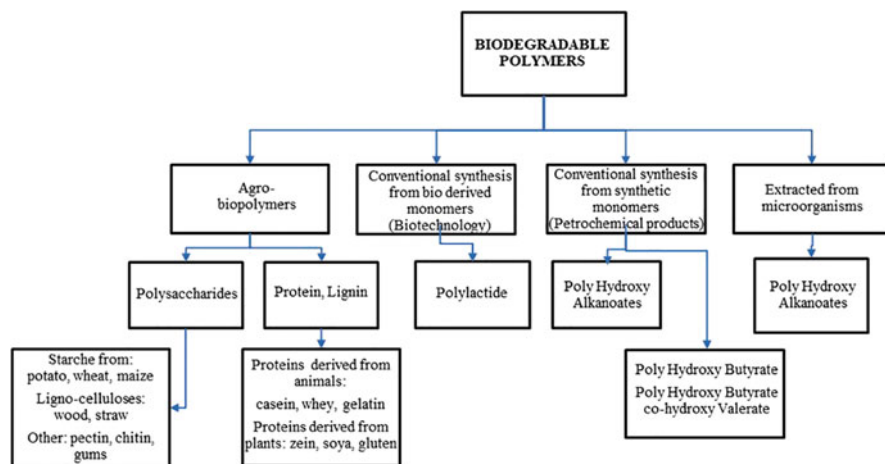 BIODEGRADABLE
POLYMERS
Agro-
biopolymers
Conventional synthesis
from bio derived
monomers
(Biotechnology)
Conventional synthesis
from synthetic
monomers
(Petrochemical products)
Extracted from
microorganisms
Polysaccharides
Protein, Lignin
Polylactide
Poly Hydroxy
Alkanoates
Poly Hydroxy
Alkanoates
Starche from:
potato, wheat, maize
Ligno-celluloses:
wood, straw
Other: pectin, chitin,
gums
Proteins derived from
animals:
casein, whey, gelatin
Proteins derived from
plants: zein, soya, gluten
Poly Hydroxy Butyrate
Poly Hydroxy Butyrate
co-hydroxy Valerate